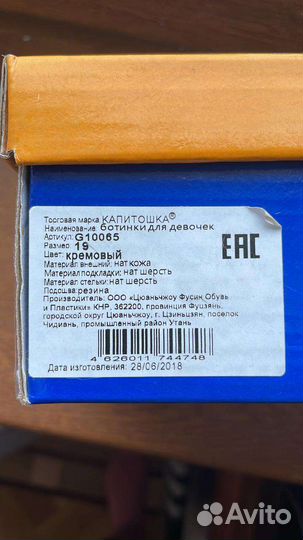 Торговая марка КАПИТОШКА®
Наименование: ботинки для девочек
Артикул: G10065
Размер: 19
Цвет: кремовый
Материал внешний: нат кожа
Материал подкладки: нат шерсть
Материал стельки: нат шерсть
Подошва: резина
Производитель: ООО «Цюаньчжоу Фусин Обувь
и Пластики» КНР, 362200, провинция Фуцзянь,
городской округ Цюаньчжоу, г. Цзиньцзян, поселок
Чидиань, промышленный район Утань
4 626011 744748
Дата изготовления: 28/06/2018
EAC
Avito